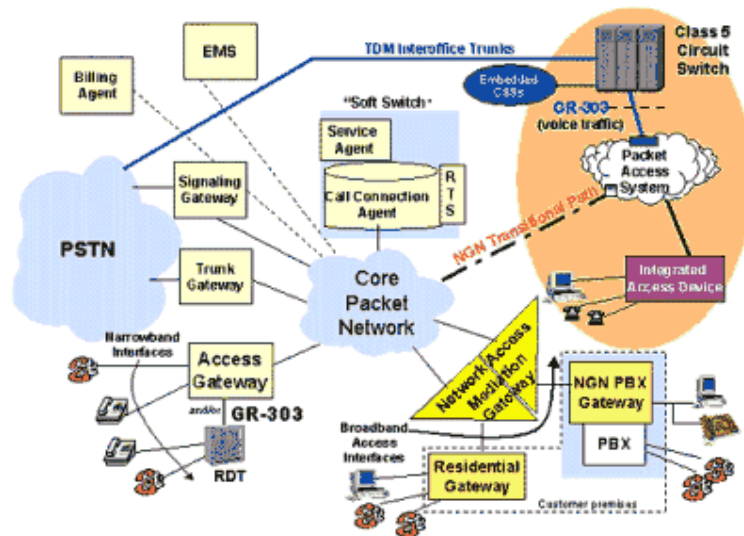 EMS
Billing
Agent
TDM Interoffice Trunks
Class 5
Circuit
Switch
Embedded
GR-303
(voice traffic)
"Soft Switch"
Service
Agent
Call Connection
Agent
R
T
S
Packet
Access
System
Signaling
Gateway
PSTN
Trunk
Gateway
Core
Packet
Network
NGN Transitional Path
Integrated
Access Device
Narrowband
Interfaces
Access
Gateway
and/or
GR-303
RDT
Network Access
Mediation
Gateway
Broadband
Access
Interfaces
NGN PBX
Gateway
PBX
Residential
Gateway
Customer premises